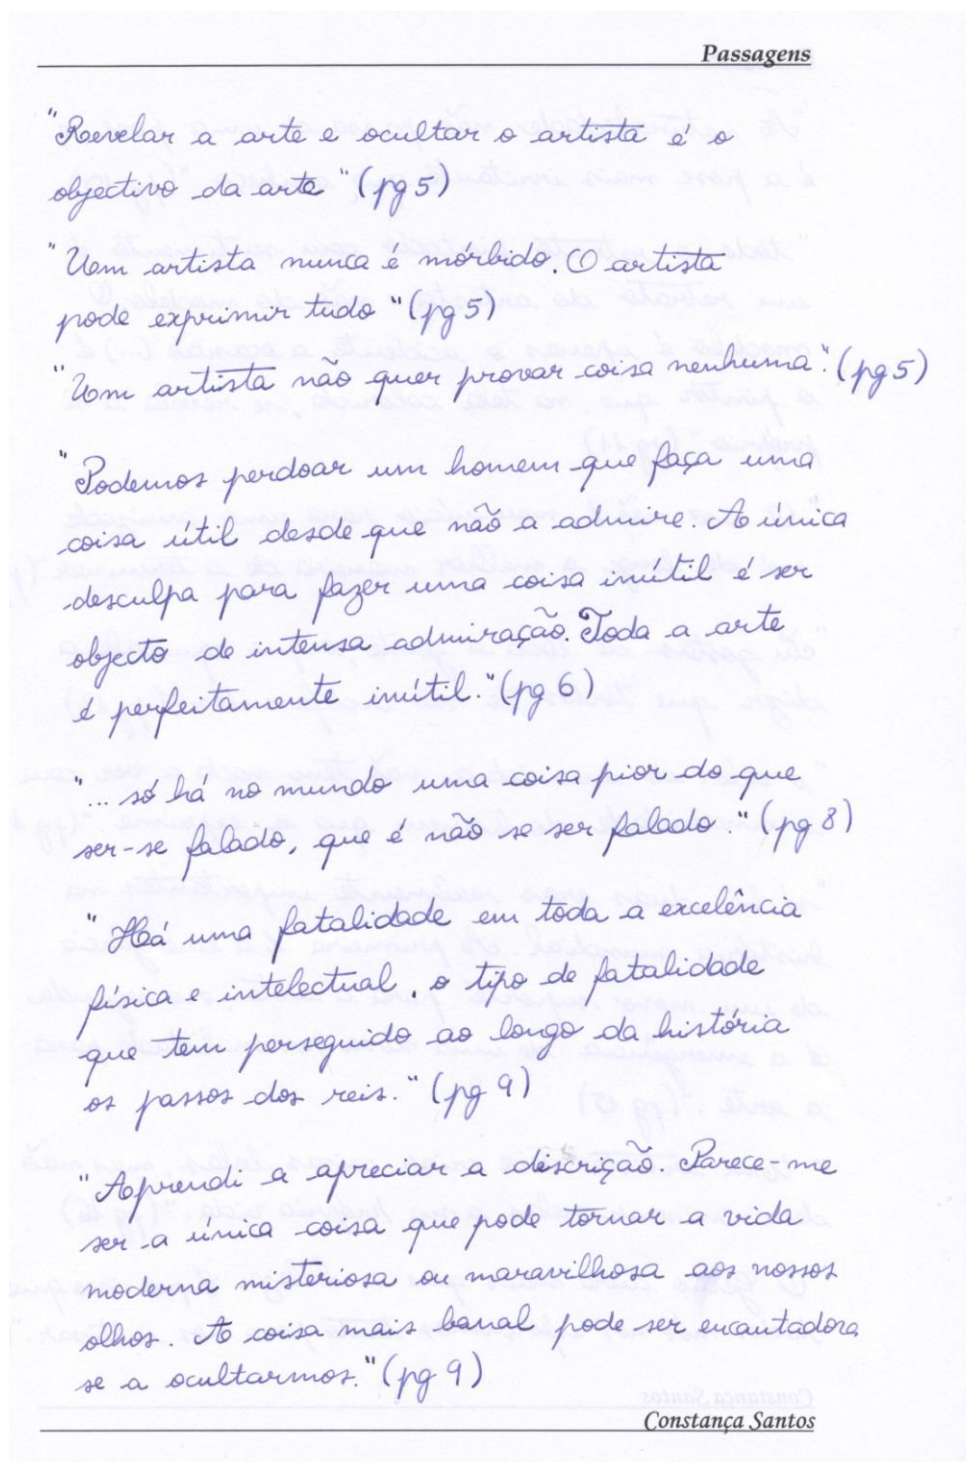 Passagens
"Revelar a arte e ocultar o artista é o
objectivo da arte" (pg 5)
"Um artista nunca é mórbido. O artista
pode exprimir tudo" (pg 5)
"Um artista não quer provar coisa nenhuma." (pg 5)
"Podemos perdoar um homem que faça uma
coisa útil desde que não a admire. A única
desculpa para fazer uma coisa inútil é ser
objecto de intensa admiração. Toda a arte
é perfeitamente inútil." (pg 6)
"... só há no mundo uma coisa pior do que
ser-se falado, que é não se ser falado." (pg 8)
"Há uma fatalidade em toda a excelência
física e intelectual, o tipo de fatalidade
que tem perseguido ao longo da história
os passos dos reis." (pg 9)
"Aprendi a apreciar a discrição. Parece-me
ser a única coisa que pode tornar a vida
moderna misteriosa ou maravilhosa aos nossos
olhos. A coisa mais banal pode ser encantadora
se a ocultarmos." (pg 9)
Constança Santos